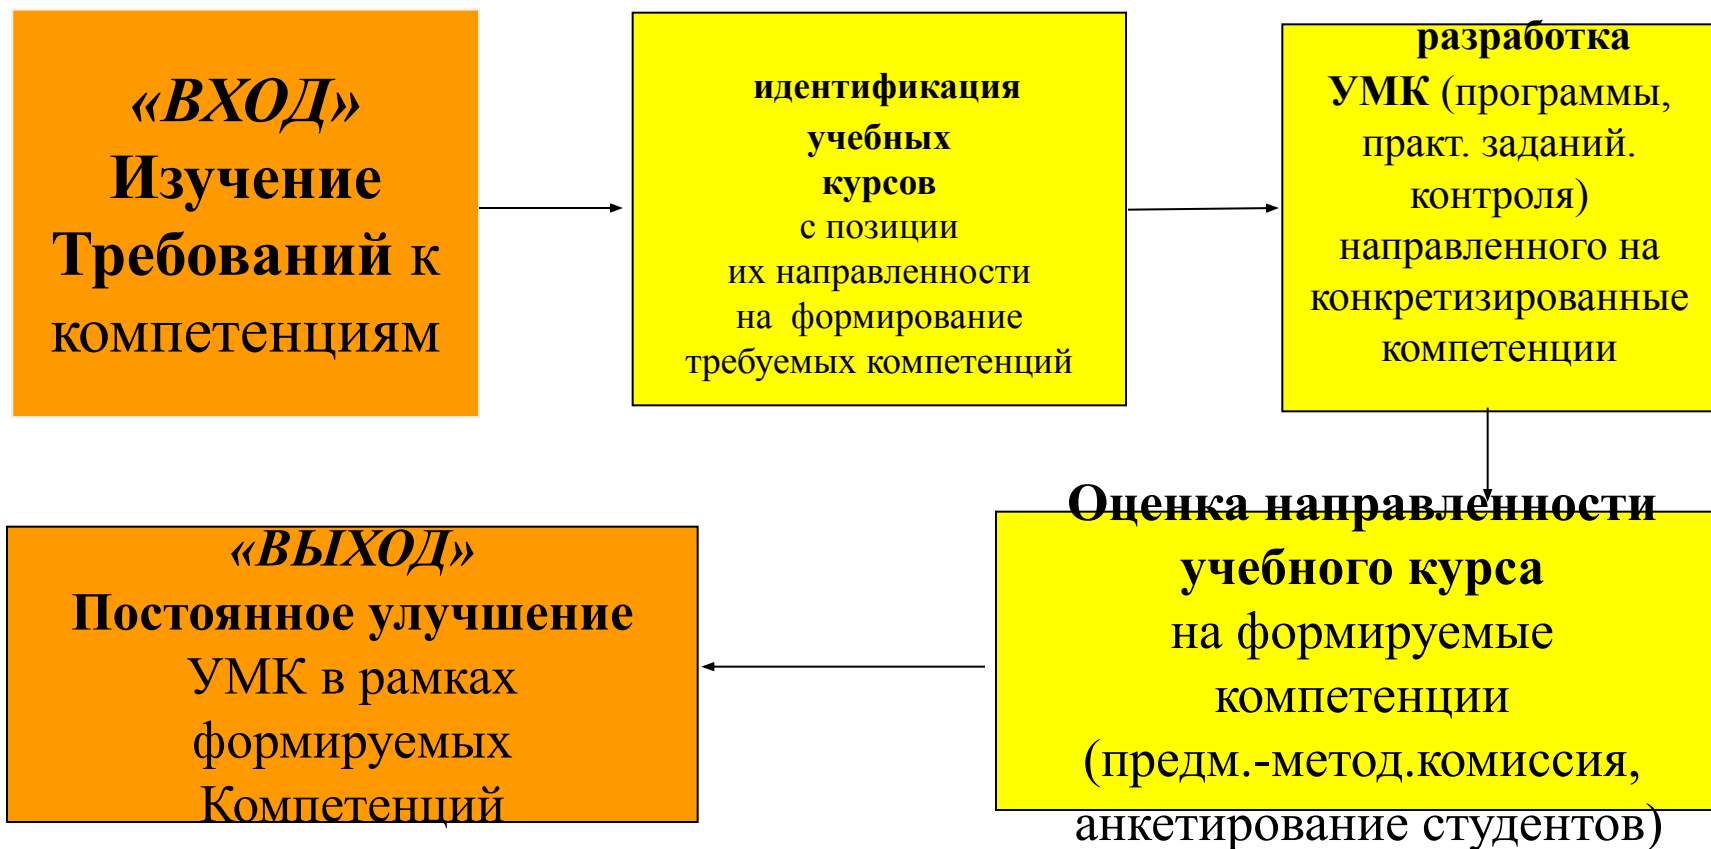 «ВХОД»
Изучение
Требований к
компетенциям
идентификация
учебных
курсов
с позиции
их направленности
на формирование
требуемых компетенций
разработка
УМК (программы,
практ. заданий.
контроля)
направленного на
конкретизированные
компетенции
Оценка направленности
учебного курса
на формируемые
компетенции
(предм.-метод.комиссия,
анкетирование студентов)
«ВЫХОД»
Постоянное улучшение
УМК в рамках
формируемых
Компетенций